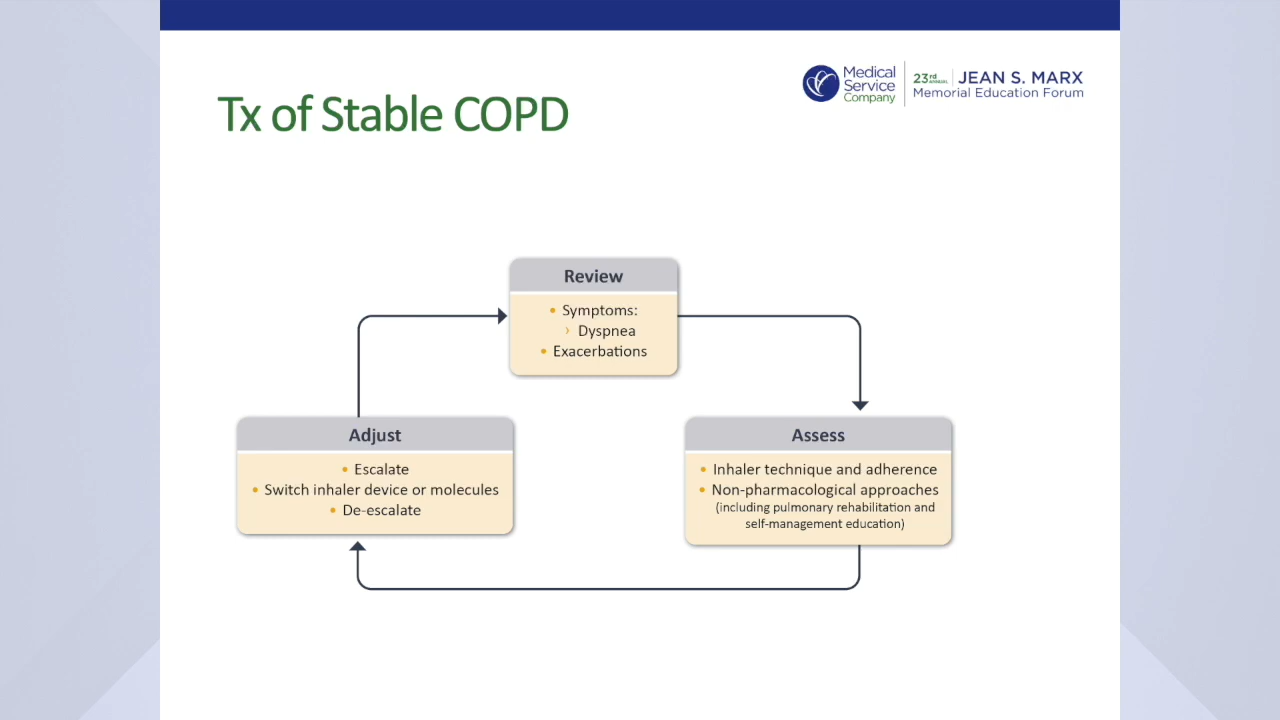 Medical
Service
Company
23rd ANNUAL
JEAN S. MARX
Memorial Education Forum
Tx of Stable COPD
Review
• Symptoms:
› Dyspnea
• Exacerbations
Adjust
• Escalate
• Switch inhaler device or molecules
• De-escalate
Assess
• Inhaler technique and adherence
• Non-pharmacological approaches
(including pulmonary rehabilitation and
self-management education)